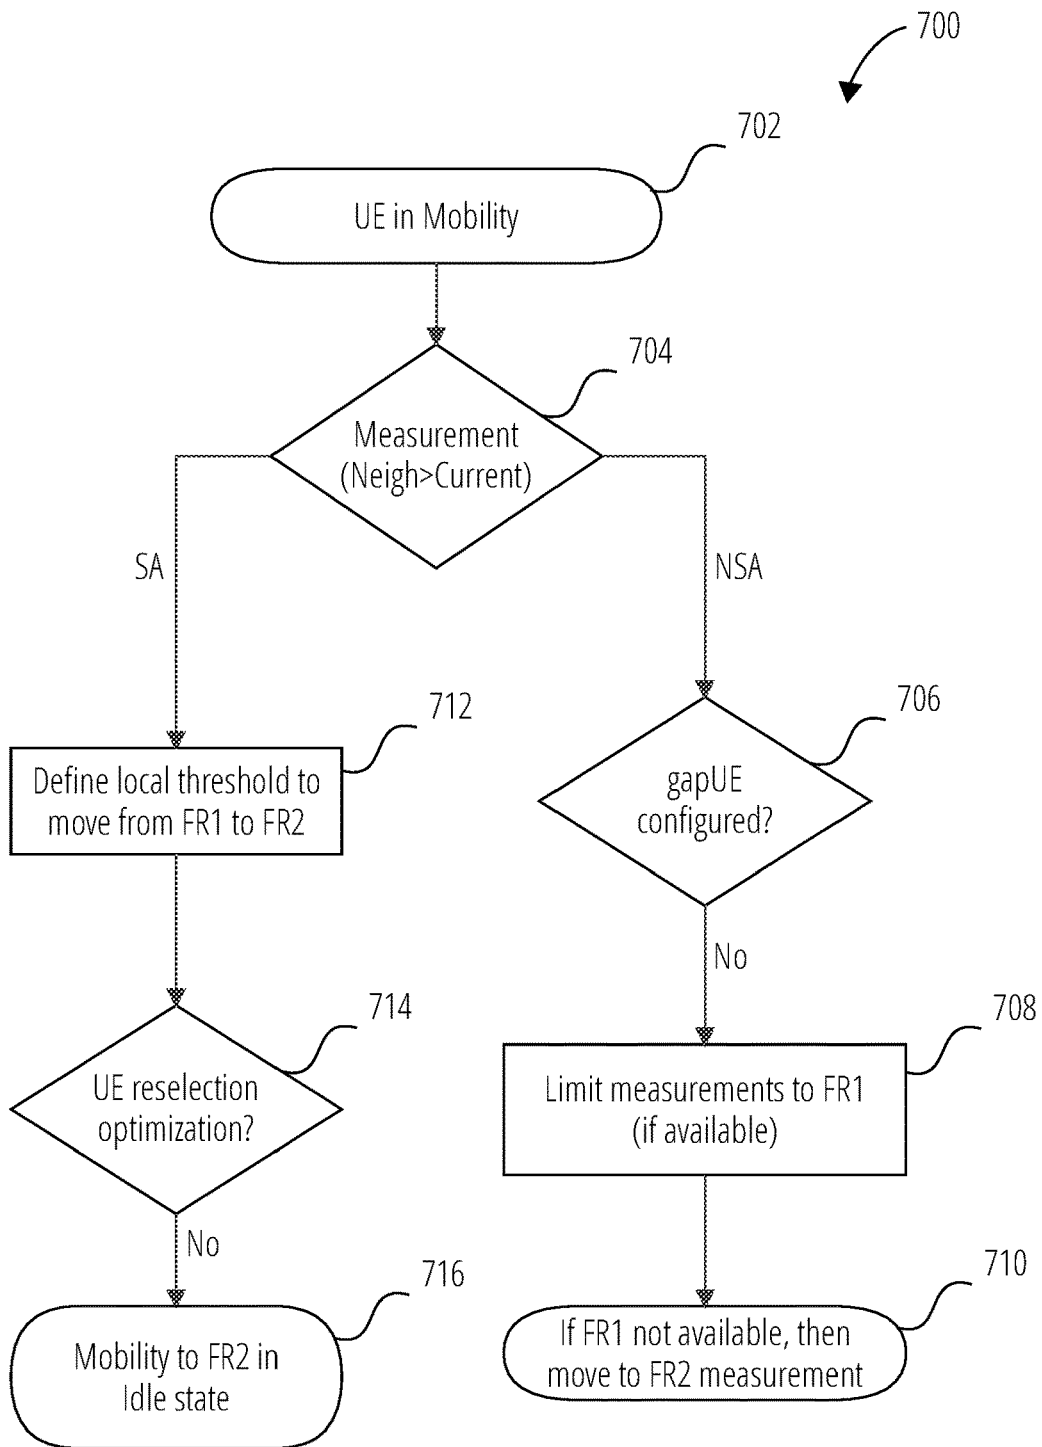 700
702
UE in Mobility
704
Measurement
(Neigh>Current)
SA
NSA
712
706
Define local threshold to
move from FR1 to FR2
gapUE
configured?
No
714
708
UE reselection
optimization?
Limit measurements to FR1
(if available)
No
716
710
Mobility to FR2 in
Idle state
If FR1 not available, then
move to FR2 measurement